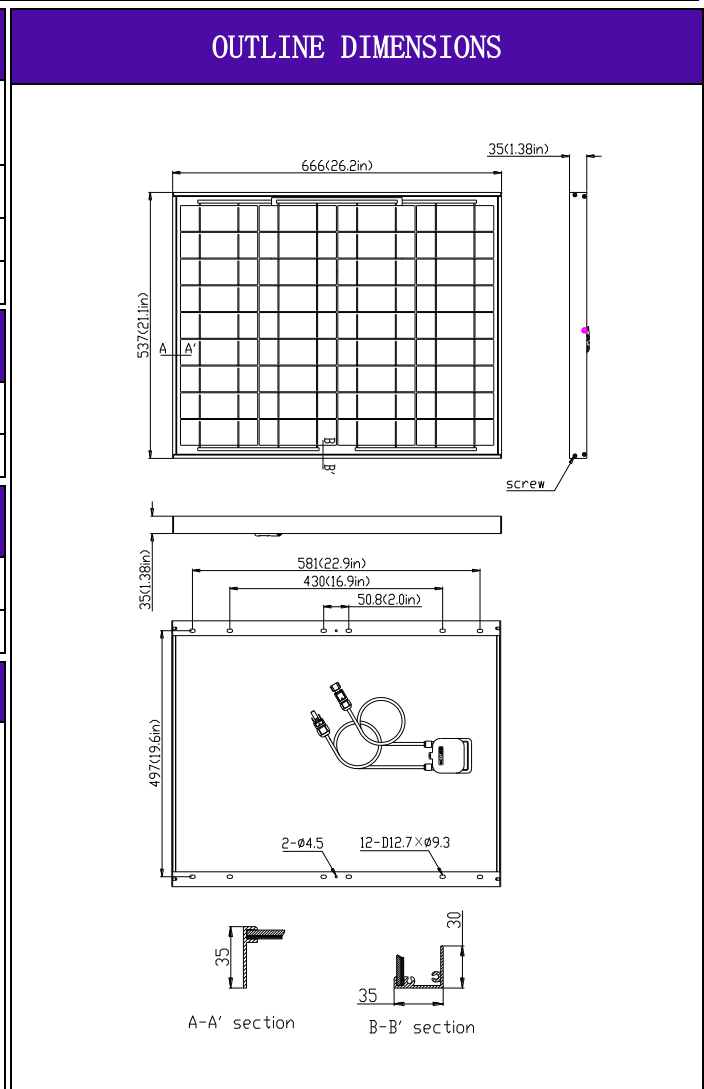 OUTLINE DIMENSIONS
35(1.38in)
666(26.2in)
537(21.1in)
A A'
B
B'
screw
35(1.38in)
581(22.9in)
430(16.9in)
50.8(2.0in)
497(19.6in)
2-ø4.5
12-D12.7×ø9.3
35
30
35
A-A' section
B-B' section